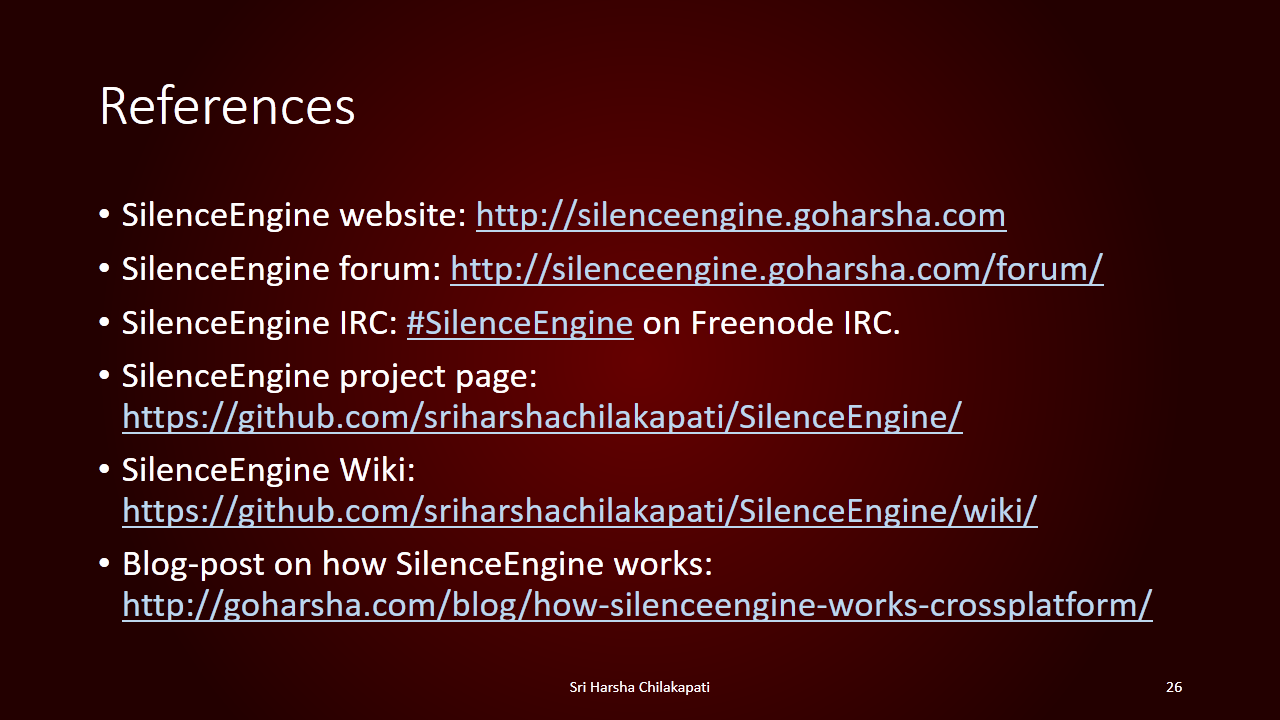 References
• SilenceEngine website: http://silenceengine.goharsha.com
• SilenceEngine forum: http://silenceengine.goharsha.com/forum/
• SilenceEngine IRC: #SilenceEngine on Freenode IRC.
• SilenceEngine project page:
https://github.com/sriharshachilakapati/SilenceEngine/
• SilenceEngine Wiki:
https://github.com/sriharshachilakapati/SilenceEngine/wiki/
• Blog-post on how SilenceEngine works:
http://goharsha.com/blog/how-silenceengine-works-crossplatform/
Sri Harsha Chilakapati
26